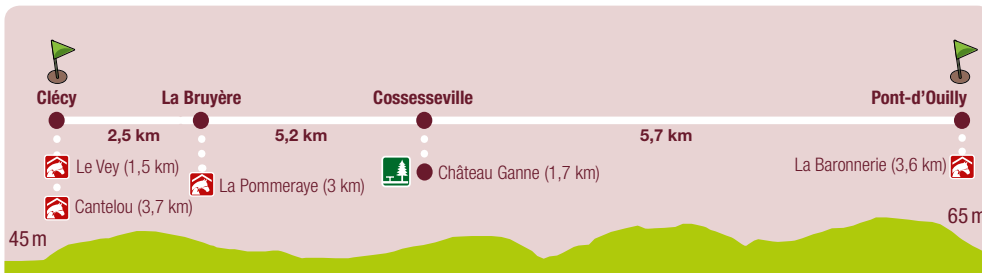 Clécy
La Bruyère
Cossesseville
Pont-d'Ouilly
2,5 km
5,2 km
5,7 km
Le Vey (1,5 km)
Cantelou (3,7 km)
La Pommeraye (3 km)
Château Ganne (1,7 km)
La Baronnerie (3,6 km)
45 m
65 m